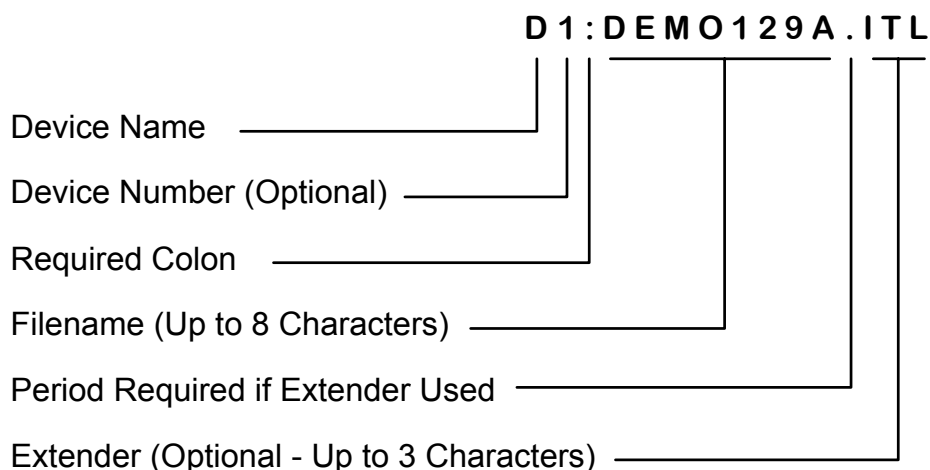 D1:DEMO129A.ITL
Device Name
Device Number (Optional)
Required Colon
Filename (Up to 8 Characters)
Period Required if Extender Used
Extender (Optional - Up to 3 Characters)